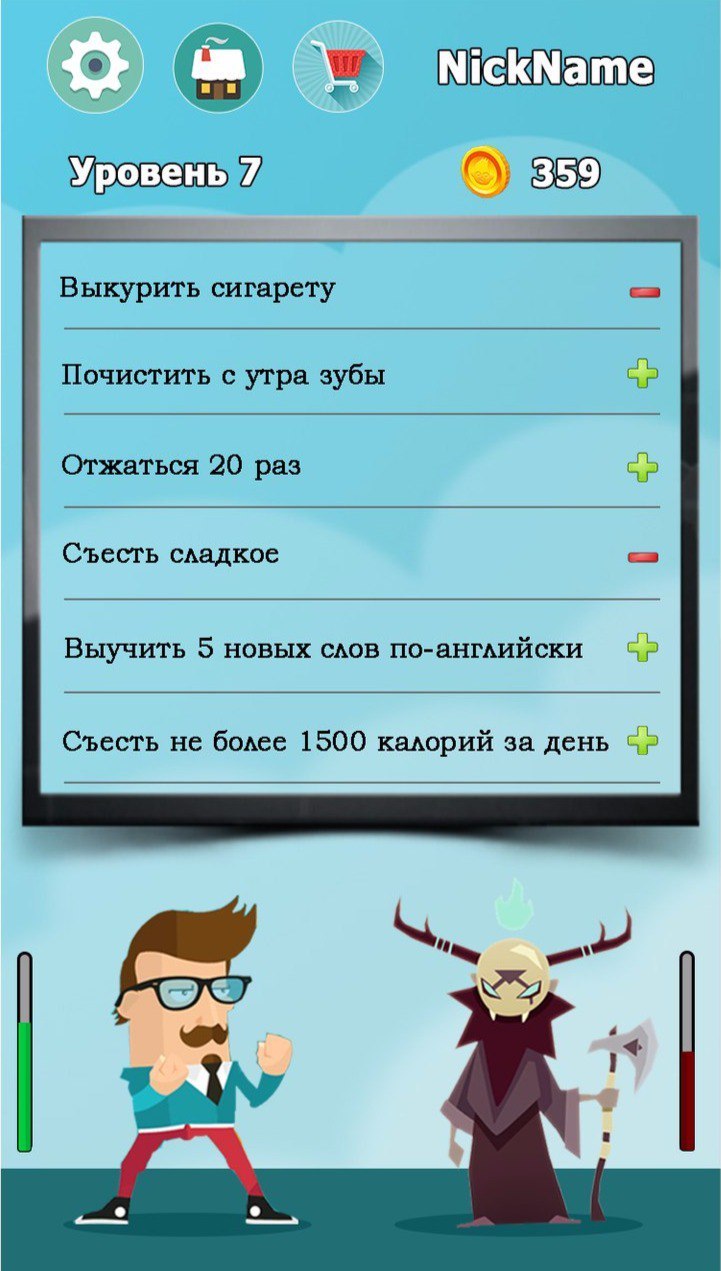 NickName
Уровень 7
359
Выкурить сигарету
Почистить с утра зубы
Отжаться 20 раз
Съесть сладкое
Выучить 5 новых слов по-английски
Съесть не более 1500 калорий за день